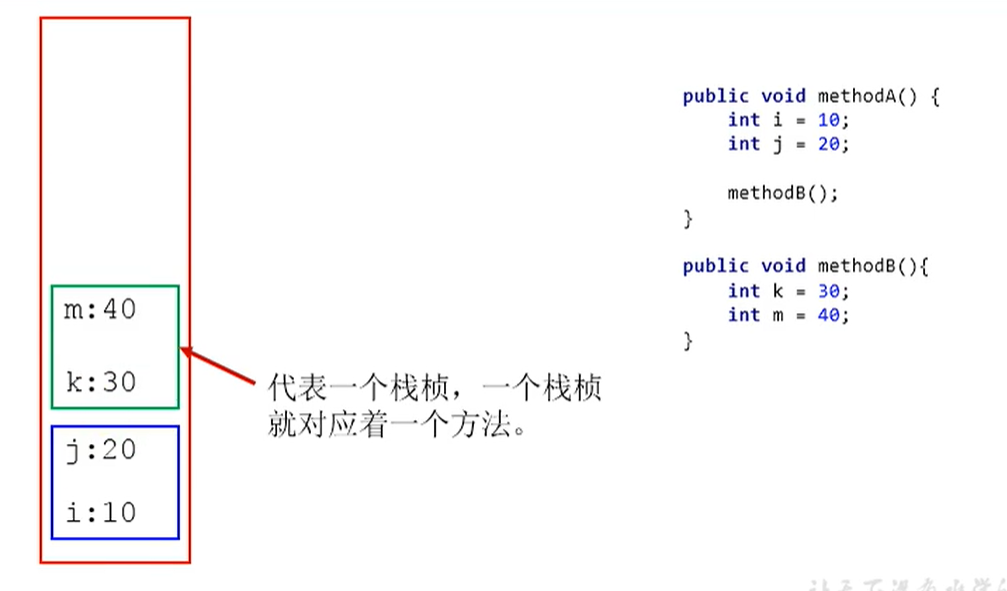 m:40
k:30
j:20
i:10
代表一个栈桢，一个栈桢
就对应着一个方法。
public void methodA() {
    int i = 10;
    int j = 20;
    methodB();
}
public void methodB(){
    int k = 30;
    int m = 40;
}